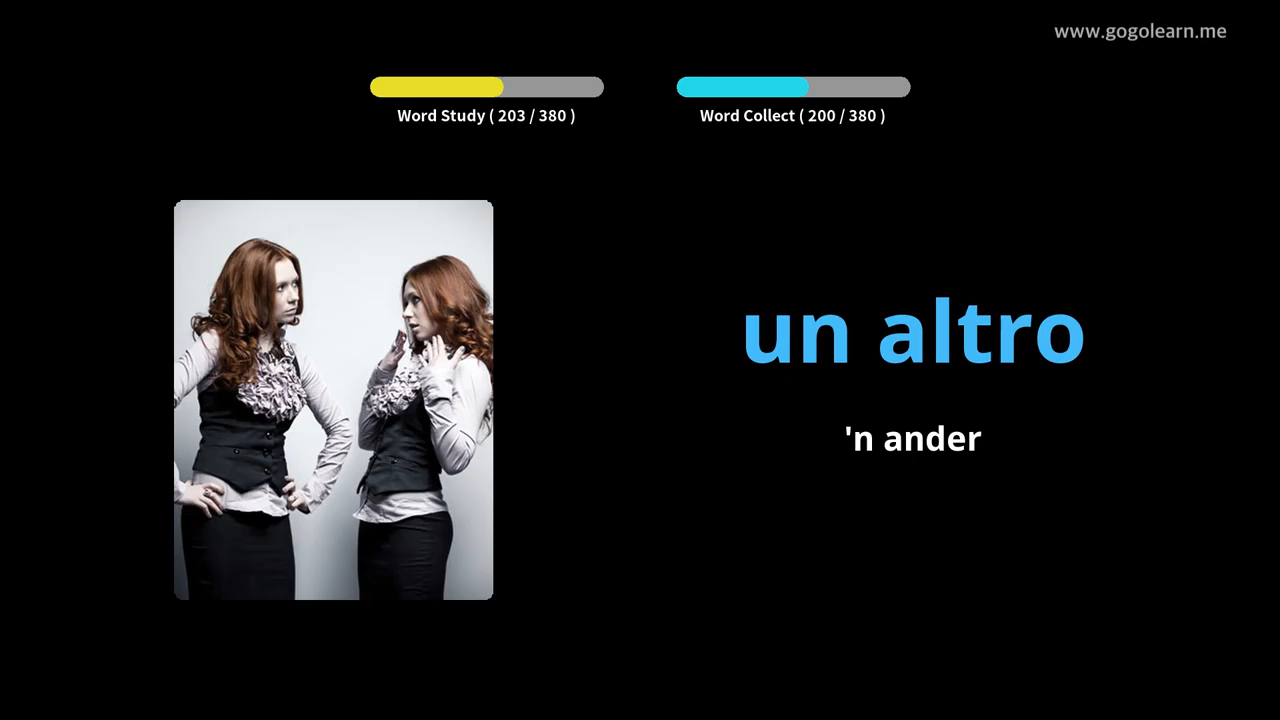 www.gogolearn.me
Word Study ( 203 / 380 )
Word Collect ( 200 / 380 )
un altro
'n ander